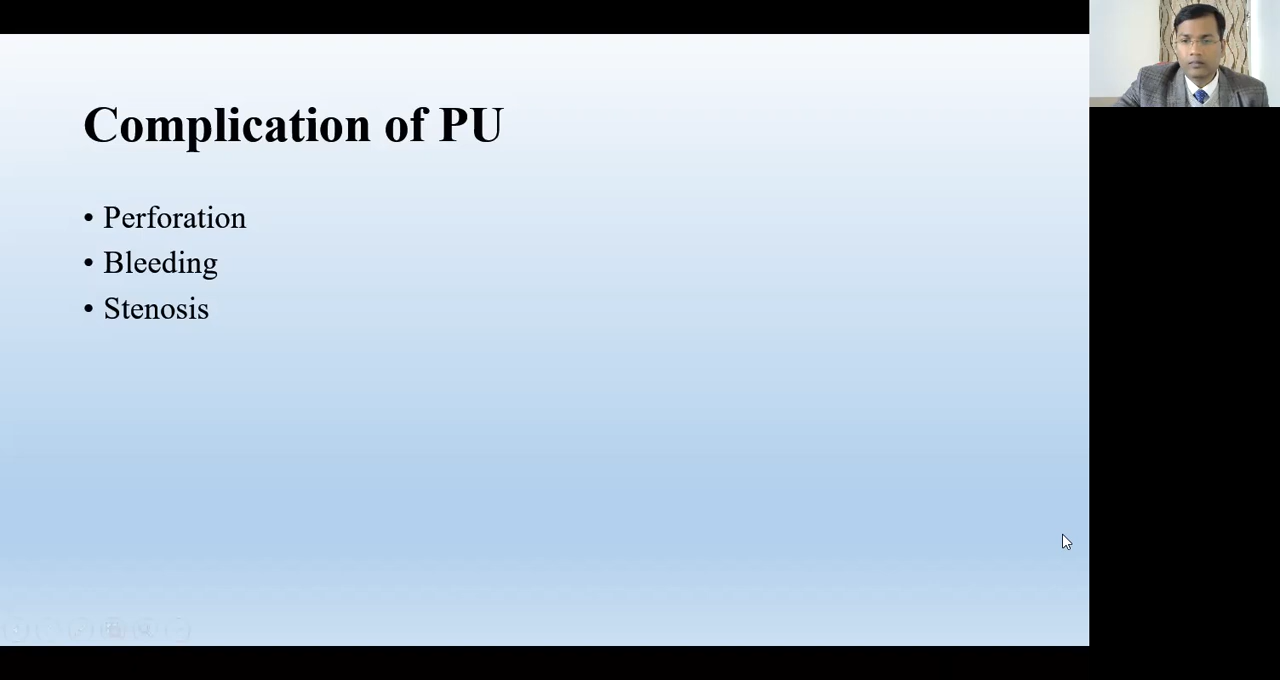 Complication of PU
• Perforation
• Bleeding
• Stenosis